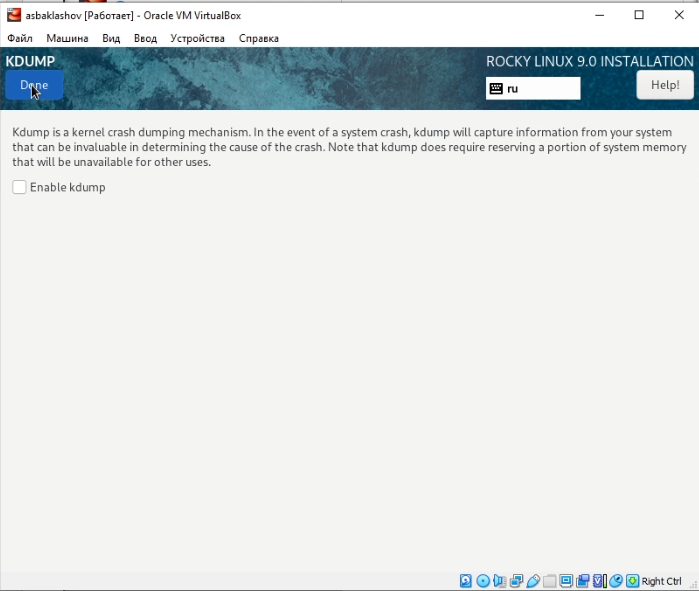 asbaklashov [Работает] - Oracle VM VirtualBox
Файл Машина Вид Ввод Устройства Справка
KDUMP
ROCKY LINUX 9.0 INSTALLATION
Done
ru
Help!
Kdump is a kernel crash dumping mechanism. In the event of a system crash, kdump will capture information from your system
that can be invaluable in determining the cause of the crash. Note that kdump does require reserving a portion of system memory
that will be unavailable for other uses.
Enable kdump
Right Ctrl